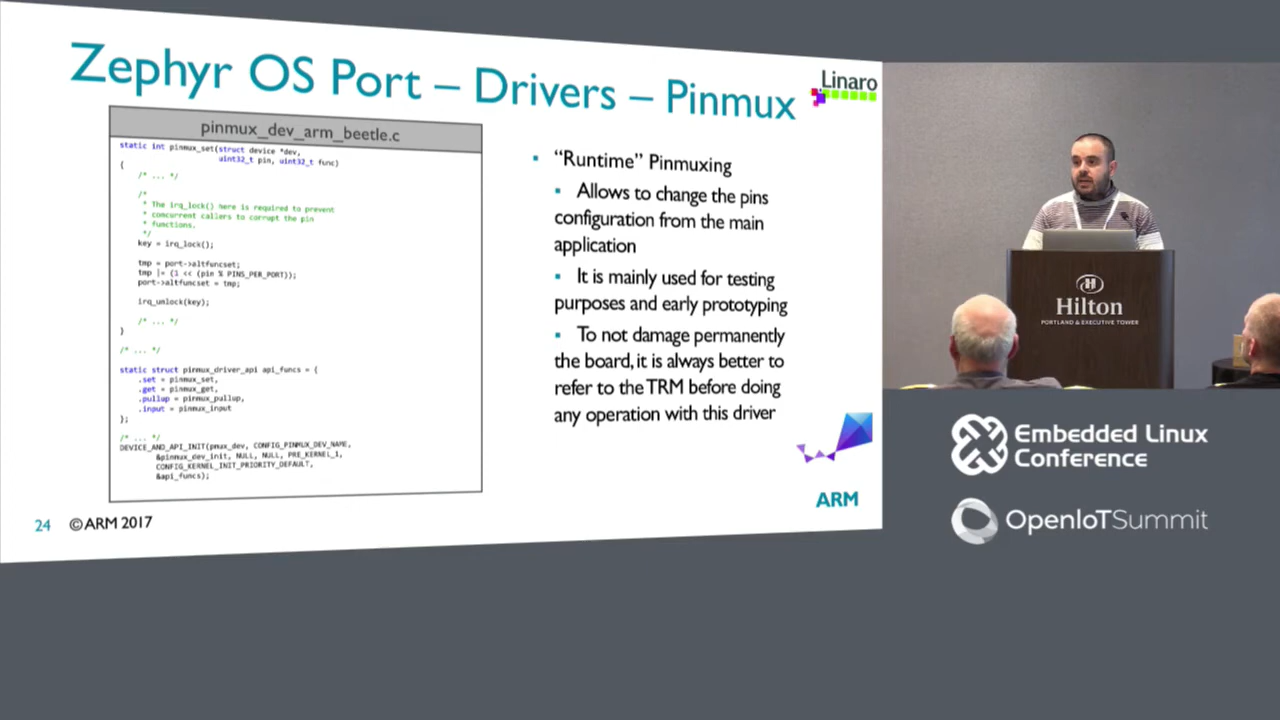 Zephyr OS Port – Drivers – Pinmux
Linaro
pinmux_dev_arm_beetle.c
static int pinmux_set(struct device *dev,
uint32_t pin, uint32_t func)
{
/* ... */
/*
* The irq_lock() here is required to prevent
* concurrent callers to corrupt the pin
* functions.
*/
key = irq_lock();
tmp = port->altfuncset;
tmp |= (1 << (pin % PINS_PER_PORT));
port->altfuncset = tmp;
irq_unlock(key);
/* ... */
}
/* ... */
static struct pinmux_driver_api api_funcs = {
.set = pinmux_set,
.get = pinmux_get,
.pullup = pinmux_pullup,
.input = pinmux_input
};
/* ... */
DEVICE_AND_API_INIT(pmux_dev, CONFIG_PINMUX_DEV_NAME,
&pinmux_dev_init, NULL, NULL, PRE_KERNEL_1,
CONFIG_KERNEL_INIT_PRIORITY_DEFAULT,
&api_funcs);
▪ “Runtime” Pinmuxing
▪ Allows to change the pins
configuration from the main
application
▪ It is mainly used for testing
purposes and early prototyping
▪ To not damage permanently
the board, it is always better to
refer to the TRM before doing
any operation with this driver
24 ©ARM 2017
ARM
Hilton
PORTLAND & EXECUTIVE TOWER
Embedded Linux
Conference
OpenIoTSummit